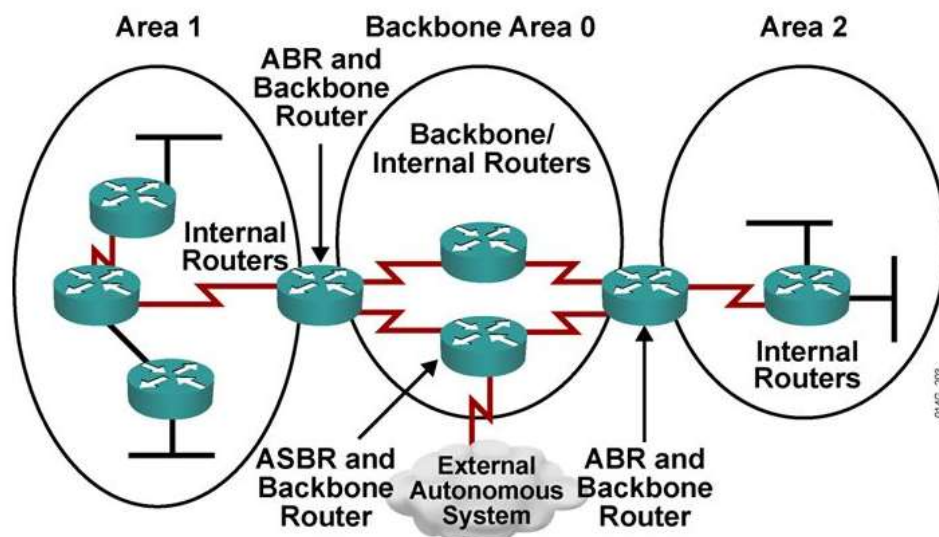 Area 1
Backbone Area 0
Area 2
ABR and
Backbone
Router
Backbone/
Internal Routers
Internal
Routers
Internal
Routers
ASBR and
Backbone
Router
External
Autonomous
System
ABR and
Backbone
Router